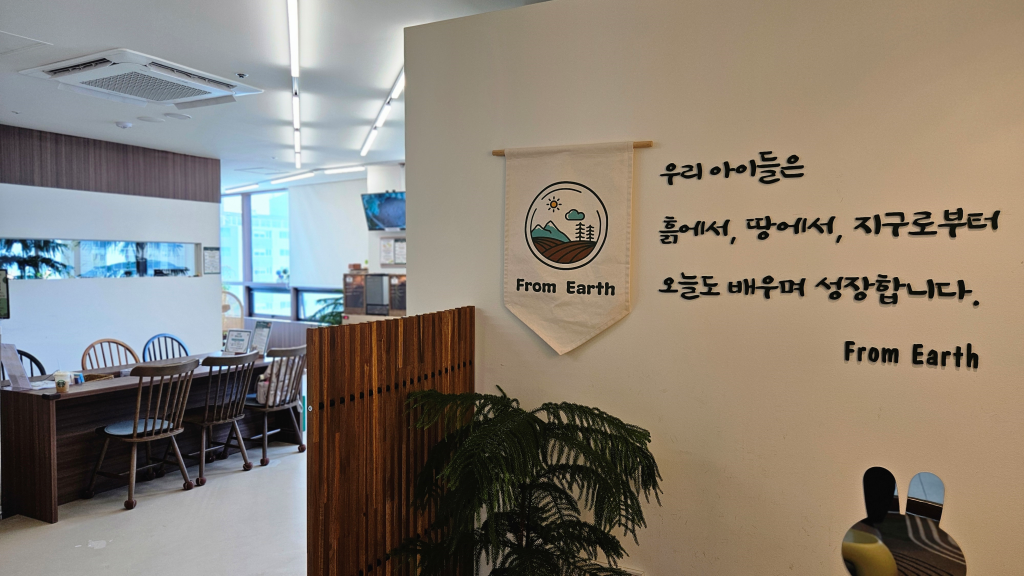 From Earth
우리 아이들은
흙에서, 땅에서, 지구로부터
오늘도 배우며 성장합니다.
From Earth